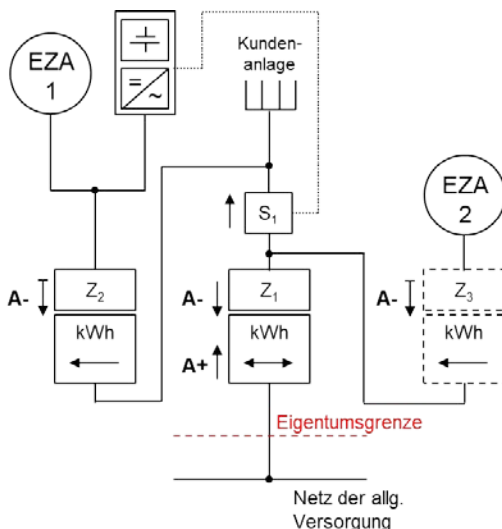 EZA
1
=
~
Kunden-
anlage
S1
EZA
2
A-
Z2
kWh
A-
Z1
A+
kWh
A-
Z3
kWh
Eigentumsgrenze
Netz der allg.
Versorgung